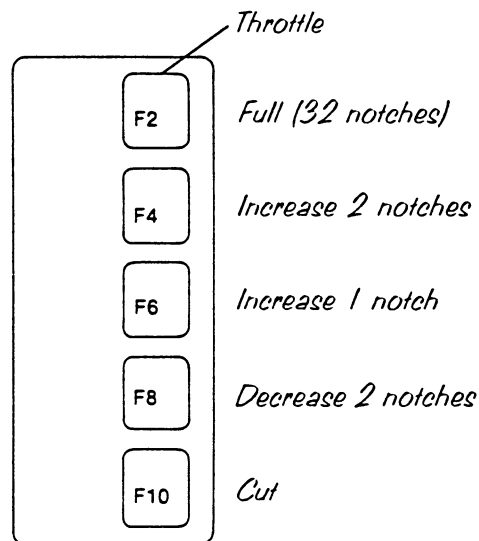 Throttle
F2 Full (32 notches)
F4 Increase 2 notches
F6 Increase 1 notch
F8 Decrease 2 notches
F10 Cut